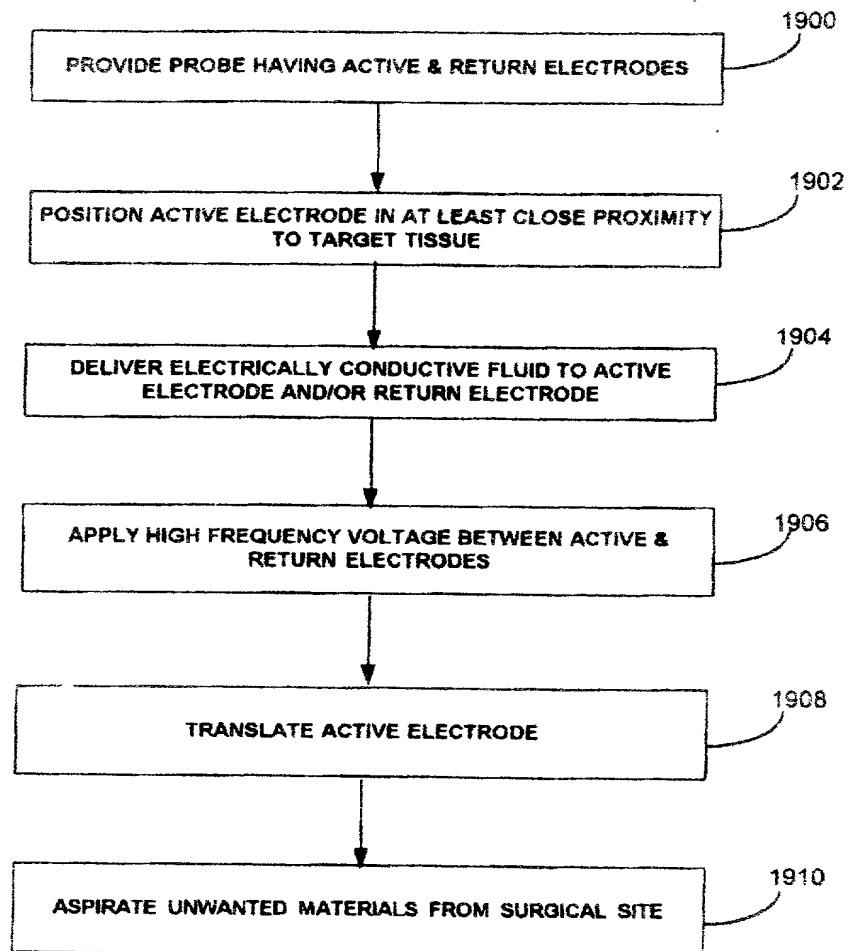 1900
PROVIDE PROBE HAVING ACTIVE & RETURN ELECTRODES
1902
POSITION ACTIVE ELECTRODE IN AT LEAST CLOSE PROXIMITY
TO TARGET TISSUE
1904
DELIVER ELECTRICALLY CONDUCTIVE FLUID TO ACTIVE
ELECTRODE AND/OR RETURN ELECTRODE
1906
APPLY HIGH FREQUENCY VOLTAGE BETWEEN ACTIVE &
RETURN ELECTRODES
1908
TRANSLATE ACTIVE ELECTRODE
1910
ASPIRATE UNWANTED MATERIALS FROM SURGICAL SITE